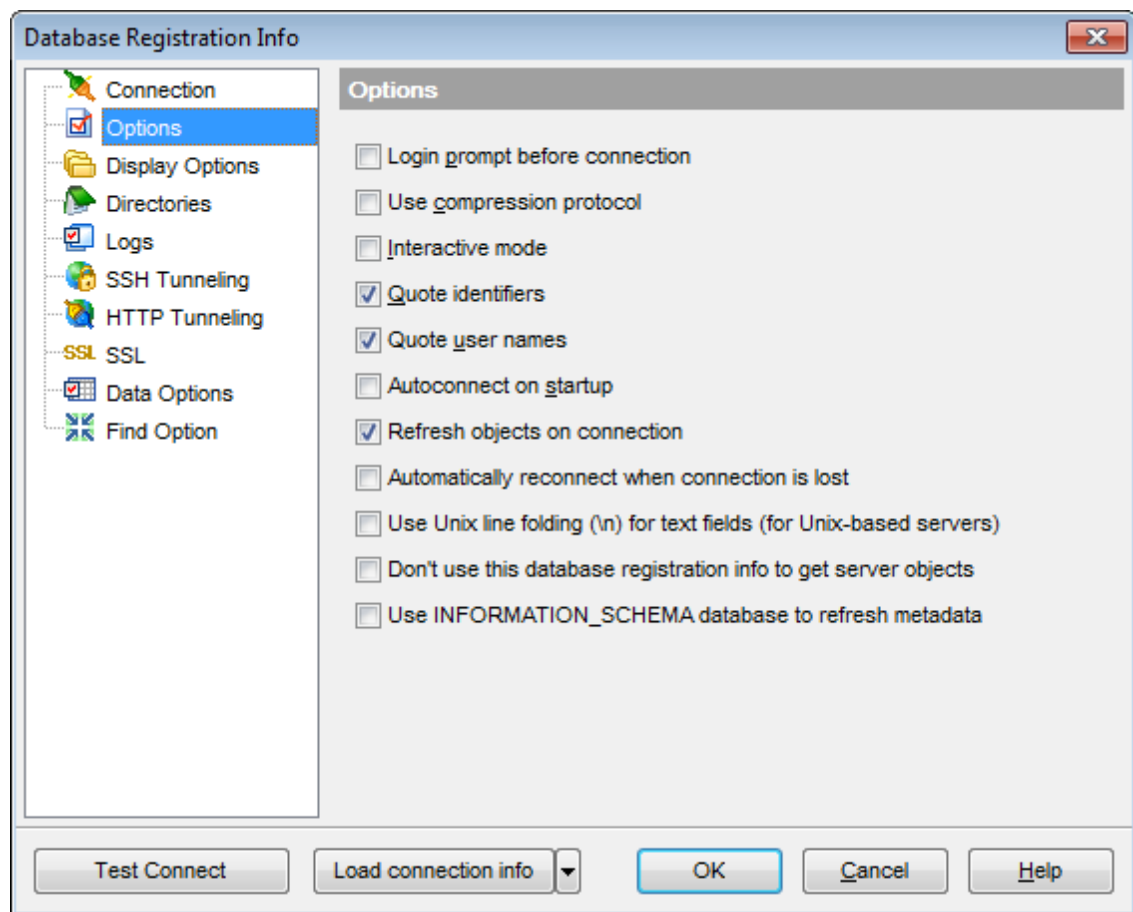 Database Registration Info
Connection
Options
Display Options
Directories
Logs
SSH Tunneling
HTTP Tunneling
SSL SSL
Data Options
Find Option
Options
Login prompt before connection
Use compression protocol
Interactive mode
Quote identifiers
Quote user names
Autoconnect on startup
Refresh objects on connection
Automatically reconnect when connection is lost
Use Unix line folding (\n) for text fields (for Unix-based servers)
Don't use this database registration info to get server objects
Use INFORMATION_SCHEMA database to refresh metadata
Test Connect
Load connection info
OK
Cancel
Help